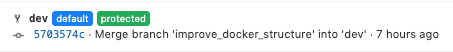 dev default protected
5703574c · Merge branch 'improve_docker_structure' into 'dev' · 7 hours ago